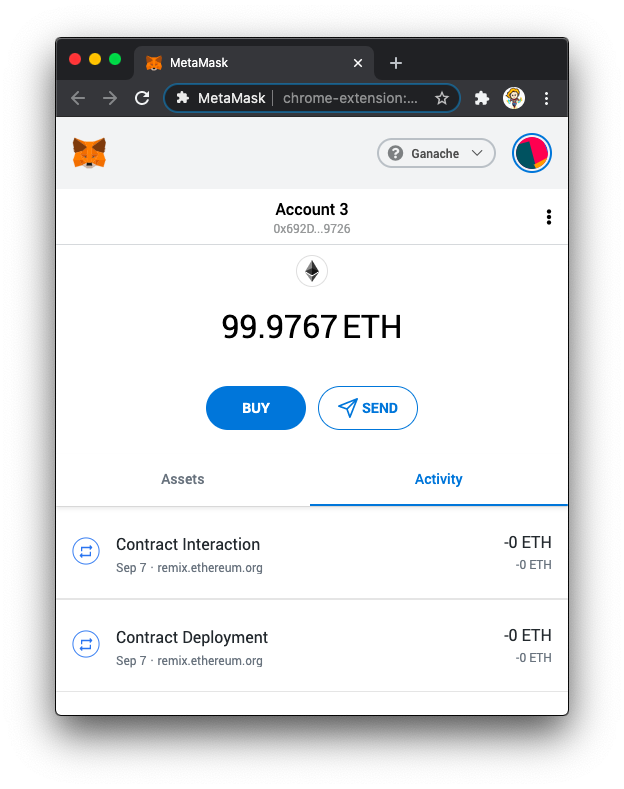 MetaMask
MetaMask chrome-extension:...
Ganache
Account 3
0x692D...9726
99.9767 ETH
BUY
SEND
Assets
Activity
Contract Interaction
-0 ETH
Sep 7 · remix.ethereum.org
-0 ETH
Contract Deployment
-0 ETH
Sep 7 · remix.ethereum.org
-0 ETH